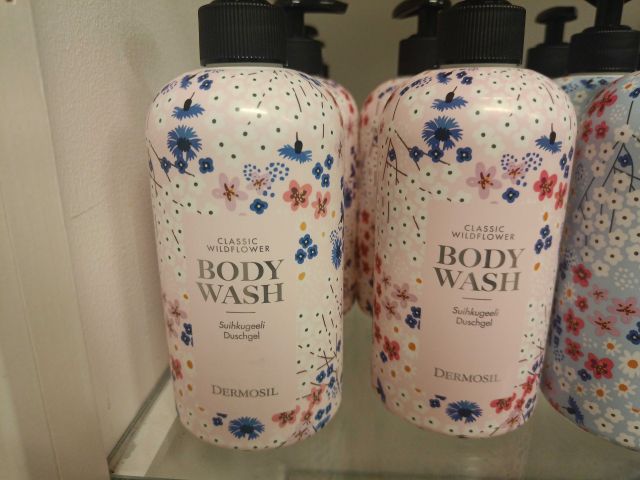 CLASSIC
WILDFLOWER
BODY
WASH
Suihkugeeli
Duschgel
DERMOSIL
CLASSIC
WILDFLOWER
BODY
WASH
Suihkugeeli
Duschgel
DERMOSIL